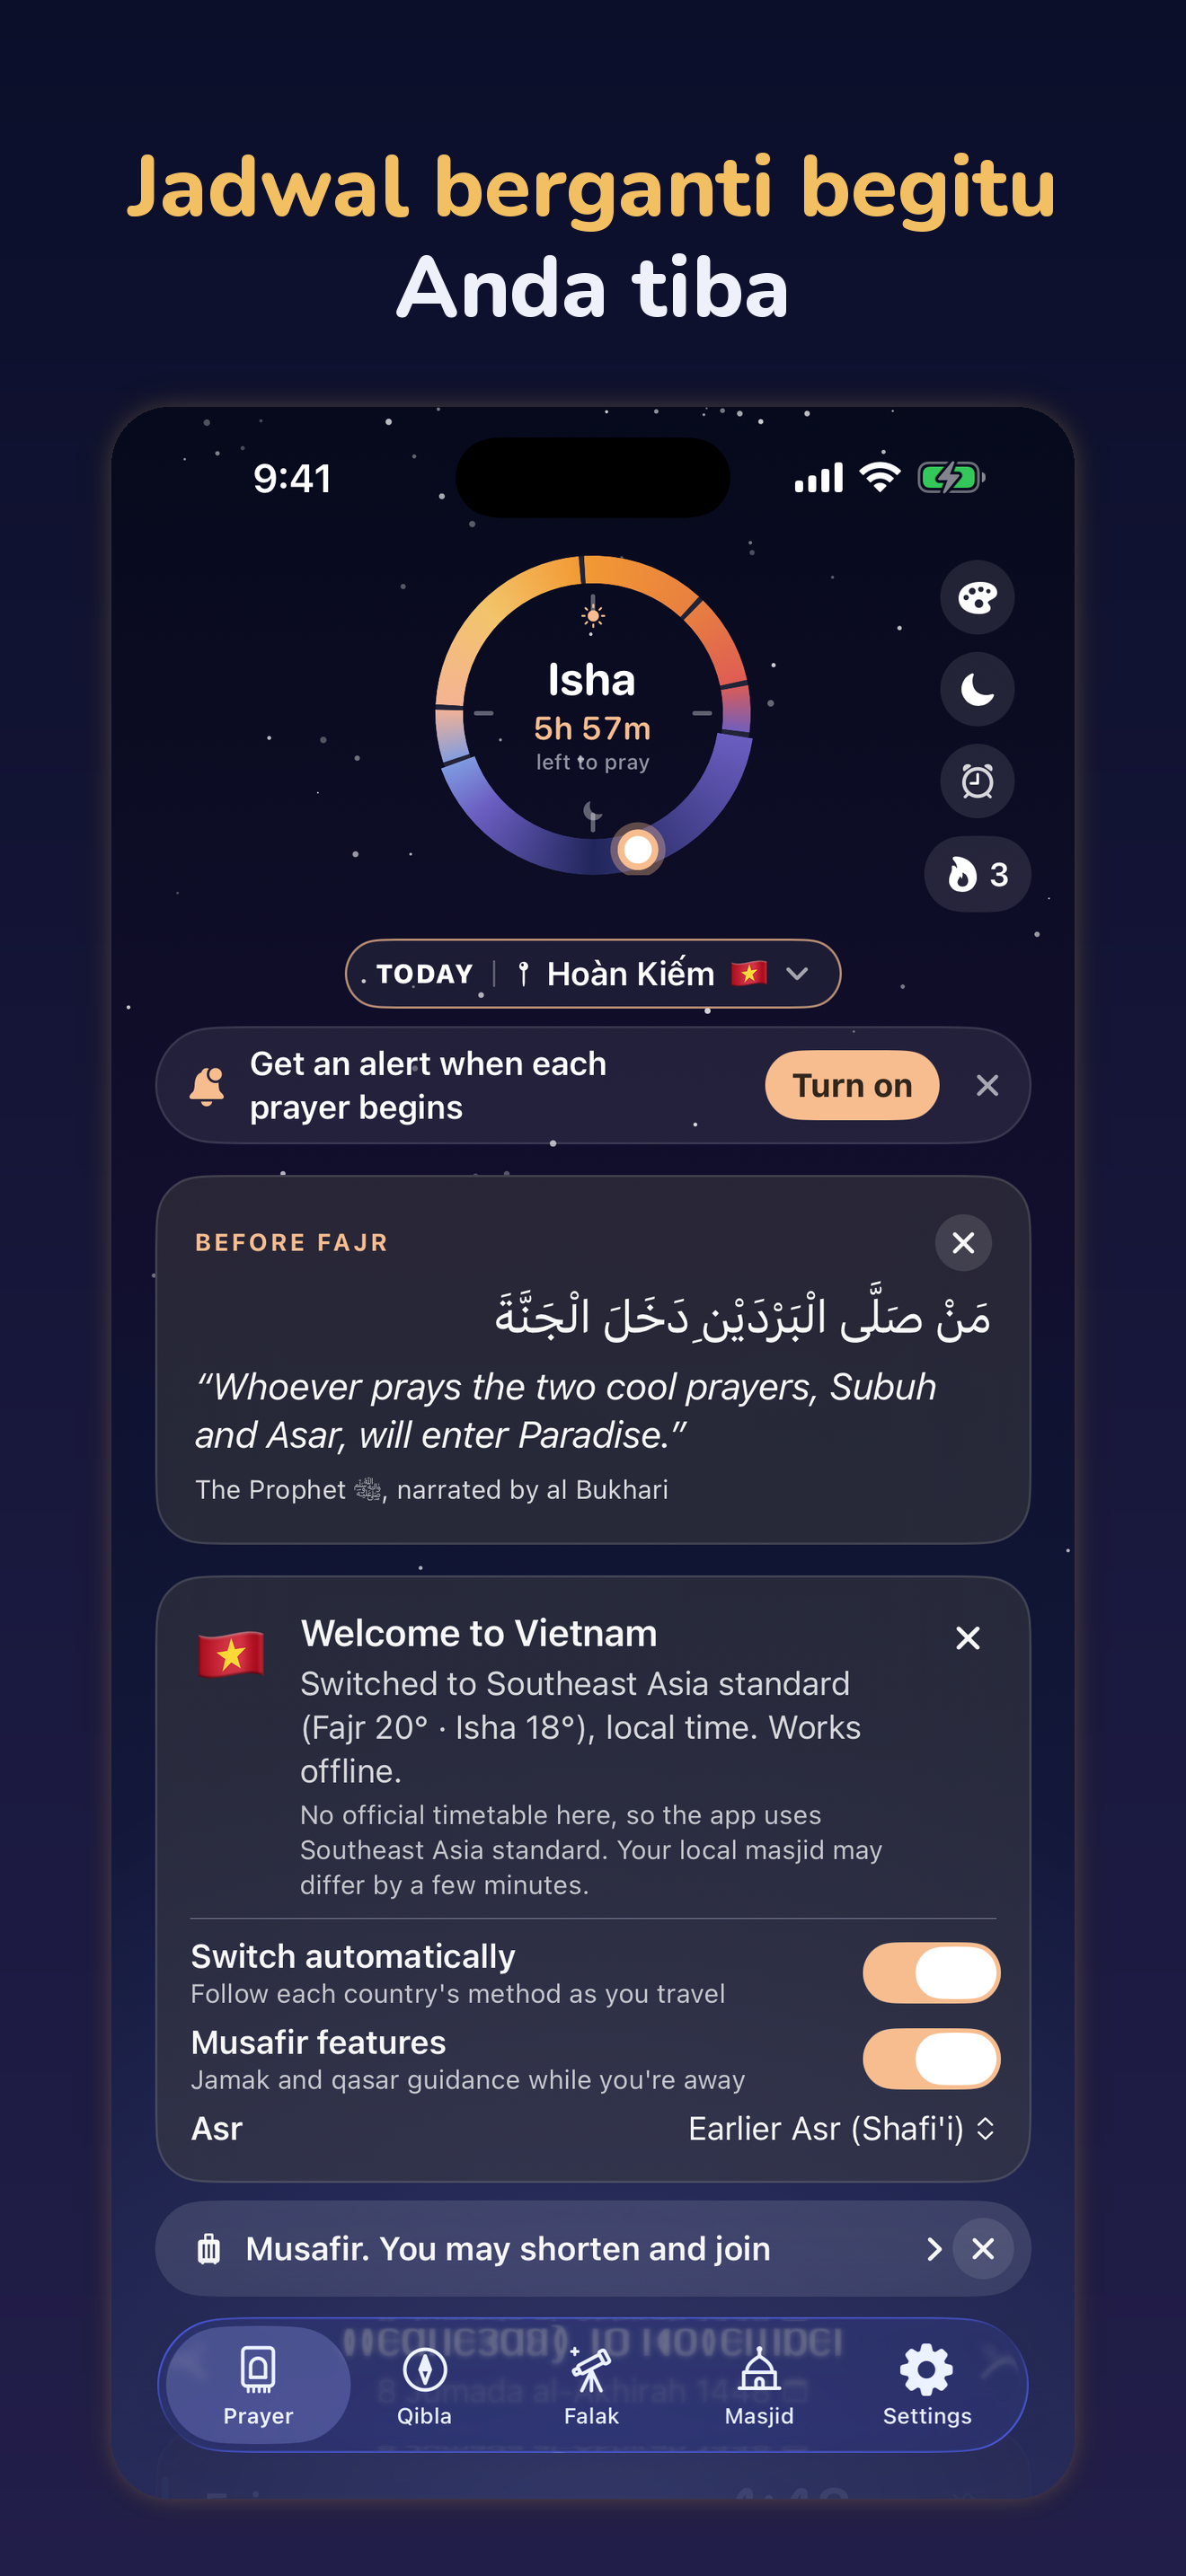 Jadwal berganti begitu
Anda tiba
9:41
Isha
5h 57m
left to pray
3
TODAY | Hoàn Kiếm
Get an alert when each
prayer begins
Turn on
BEFORE FAJR
مَنْ صَلَّى الْبَرْدَيْنِ دَخَلَ الْجَنَّةَ
“Whoever prays the two cool prayers, Subuh
and Asar, will enter Paradise.”
The Prophet ﷺ, narrated by al Bukhari
Welcome to Vietnam
Switched to Southeast Asia standard
(Fajr 20° · Isha 18°), local time. Works
offline.
No official timetable here, so the app uses
Southeast Asia standard. Your local masjid may
differ by a few minutes.
Switch automatically
Follow each country's method as you travel
Musafir features
Jamak and qasar guidance while you're away
Asr
Earlier Asr (Shafi'i)
Musafir. You may shorten and join
Prayer
Qibla
Falak
Masjid
Settings